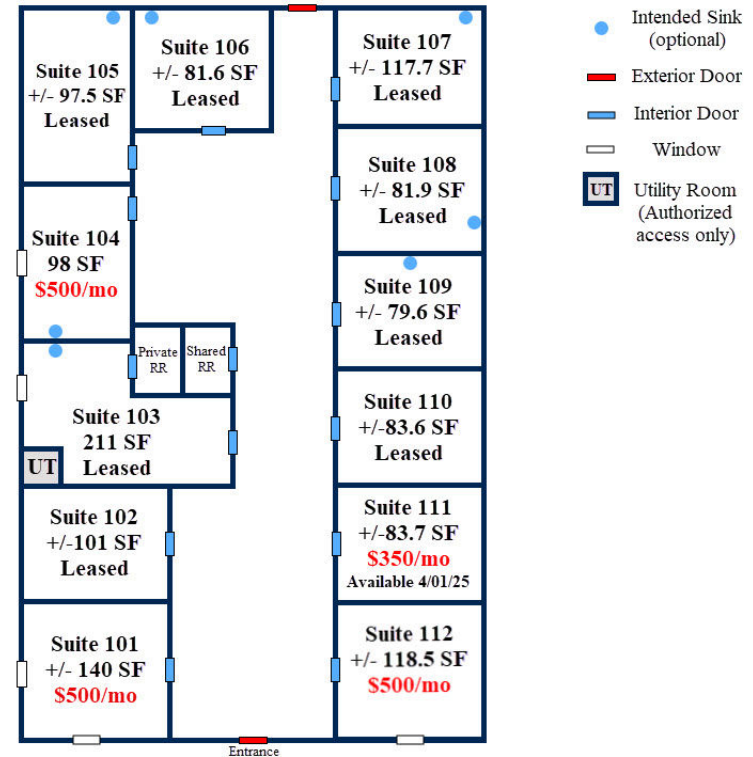 Suite 105
+/- 97.5 SF
Leased
Suite 106
+/- 81.6 SF
Leased
Suite 107
+/- 117.7 SF
Leased
Suite 108
+/- 81.9 SF
Leased
Suite 104
98 SF
$500/mo
Suite 109
+/- 79.6 SF
Leased
Private
RR
Shared
RR
Suite 103
211 SF
Leased
UT
Suite 110
+/-83.6 SF
Leased
Suite 102
+/-101 SF
Leased
Suite 111
+/-83.7 SF
$350/mo
Available 4/01/25
Suite 101
+/- 140 SF
$500/mo
Suite 112
+/- 118.5 SF
$500/mo
Entrance
Intended Sink
(optional)
Exterior Door
Interior Door
Window
UT
Utility Room
(Authorized
access only)